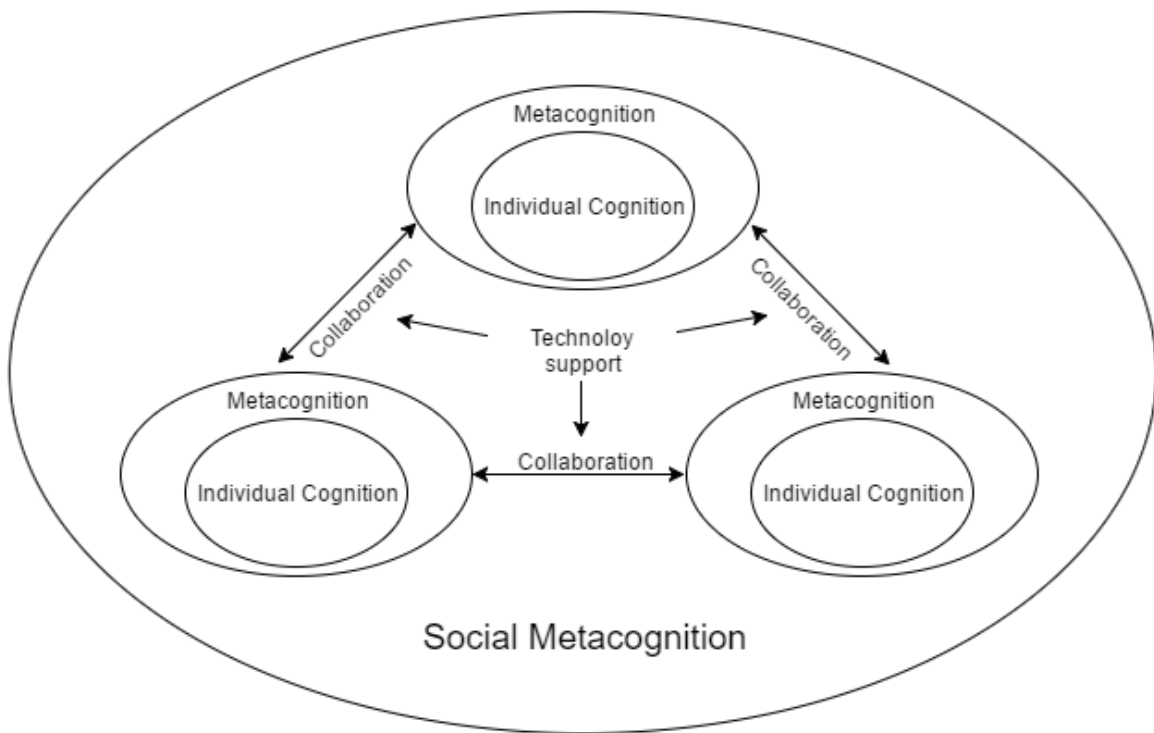 Metacognition
Individual Cognition
Collaboration
Collaboration
Technoloy
support
Metacognition
Individual Cognition
Collaboration
Metacognition
Individual Cognition
Social Metacognition